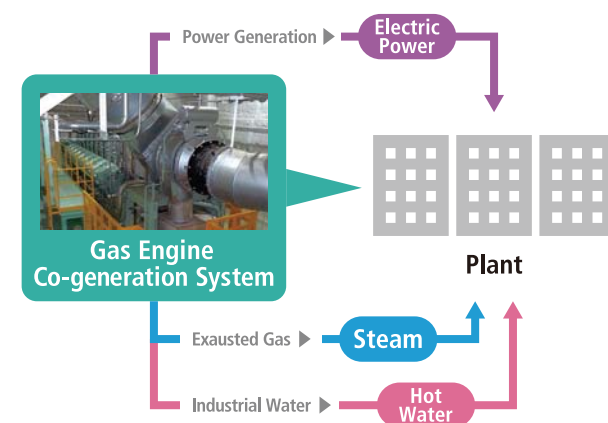 Power Generation
Electric
Power
Gas Engine
Co-generation System
Plant
Exausted Gas
Steam
Industrial Water
Hot
Water